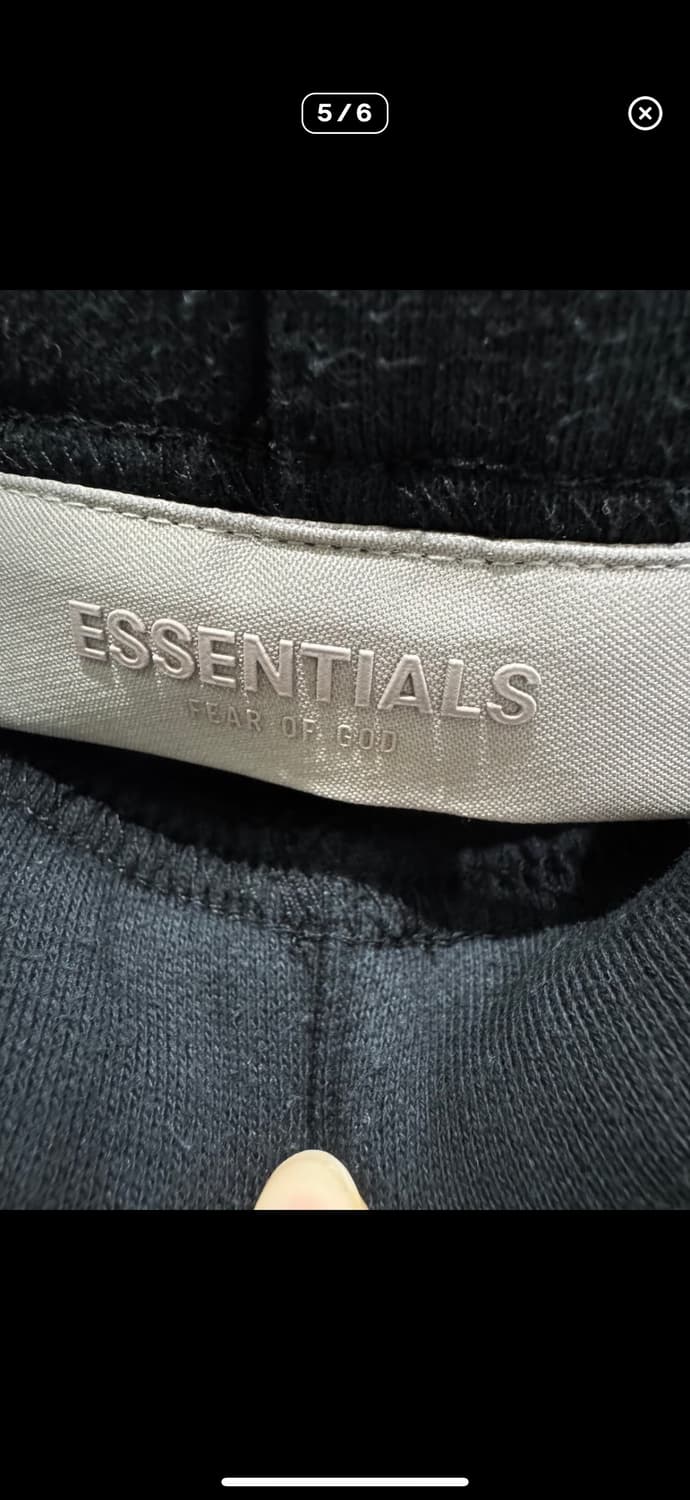 5/6
ESSENTIALS
FEAR OF GOD